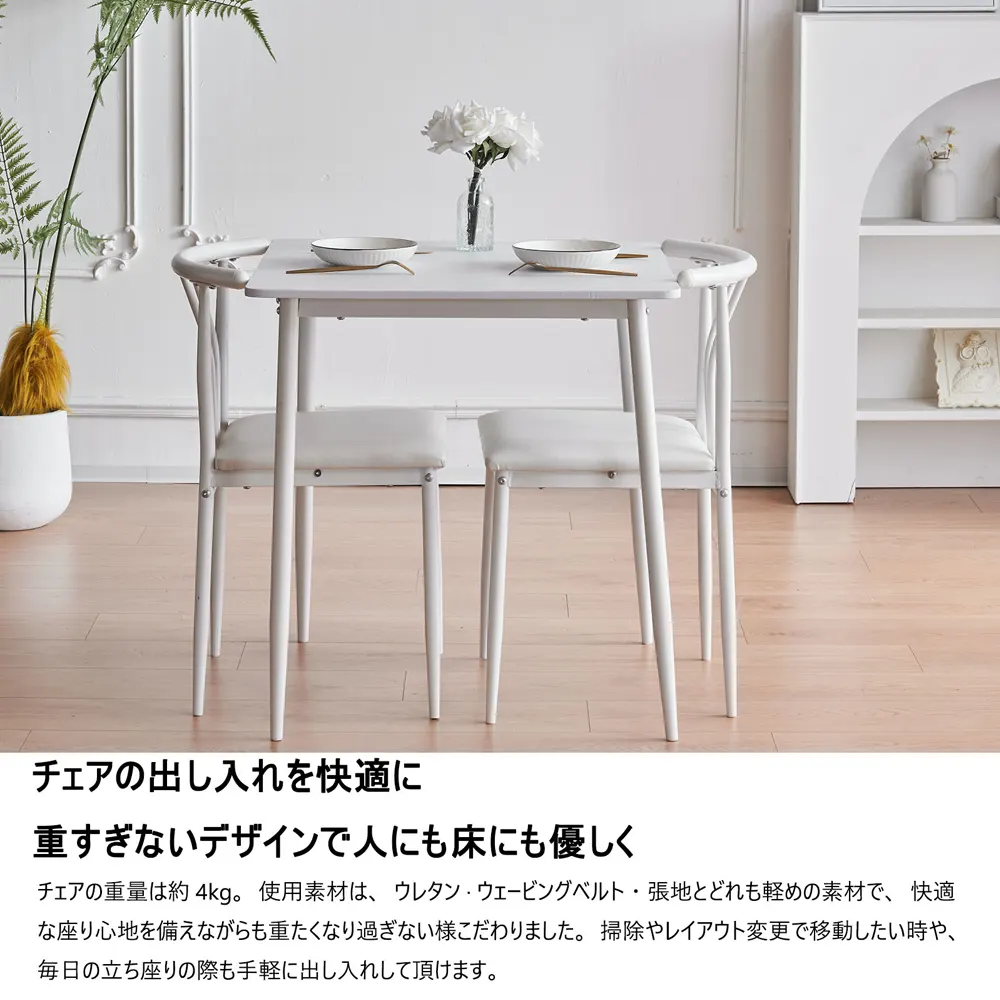 チェアの出し入れを快適に
重すぎないデザインで人にも床にも優しく
チェアの重量は約 4kg。 使用素材は、 ウレタン · ウェービングベルト・張地とどれも軽めの素材で、 快適
な座り心地を備えながらも重たくなり過ぎない様こだわりました。 掃除やレイアウト変更で移動したい時や、
毎日の立ち座りの際も手軽に出し入れして頂けます。